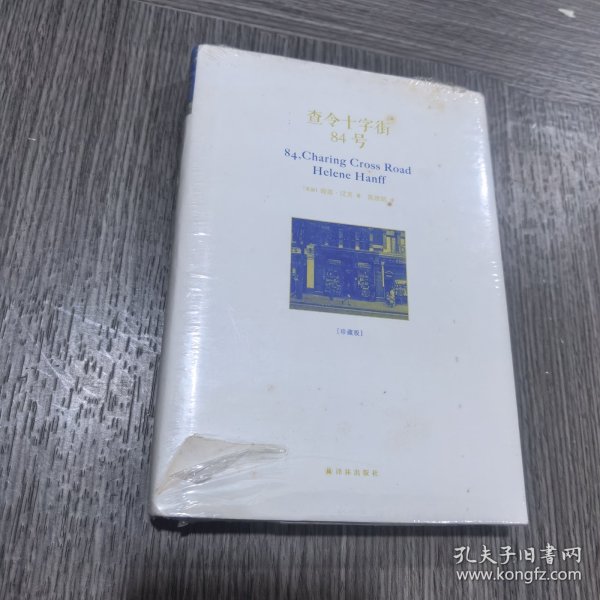 查令十字街
84号
84, Charing Cross Road
Helene Hanff
[珍藏版]
译林出版社
孔夫子旧书网
www.kongfz.com